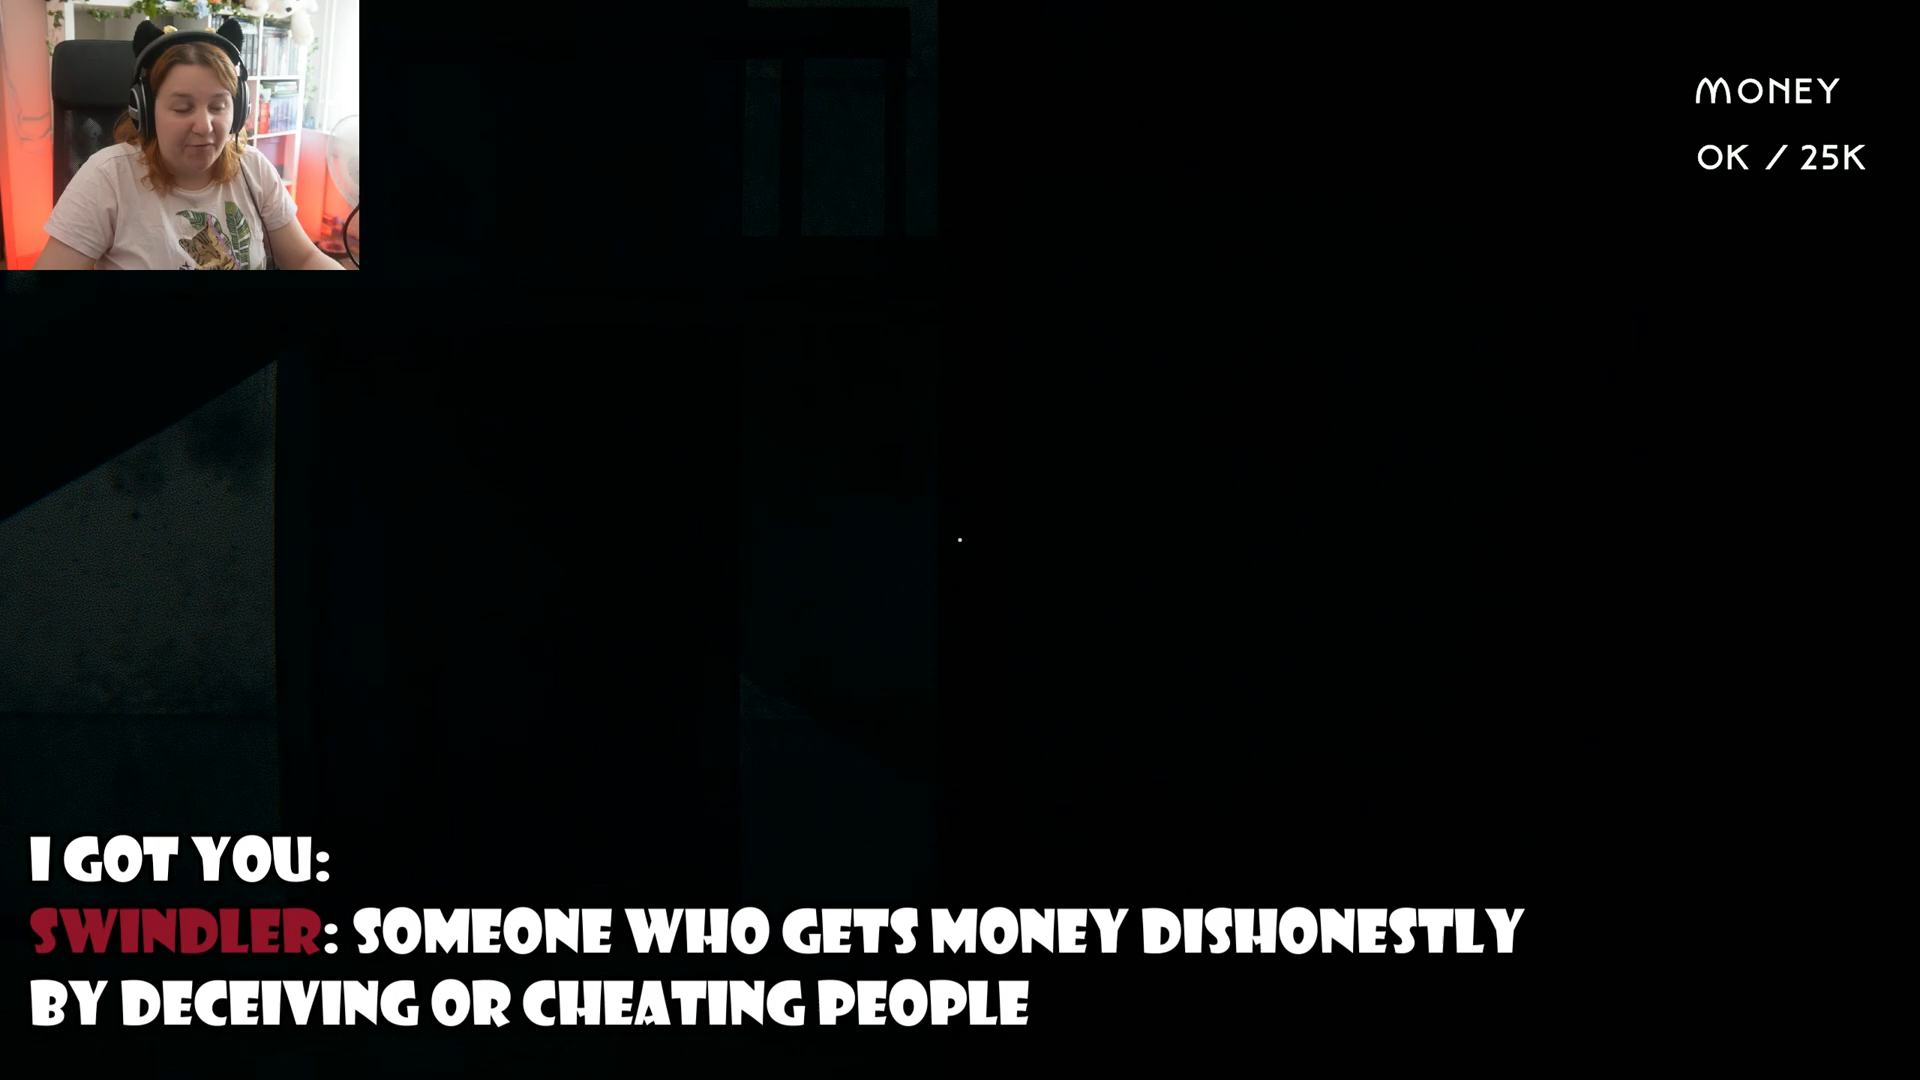 MONEY
0K / 25K
I GOT YOU:
SWINDLER: SOMEONE WHO GETS MONEY DISHONESTLY
BY DECEIVING OR CHEATING PEOPLE